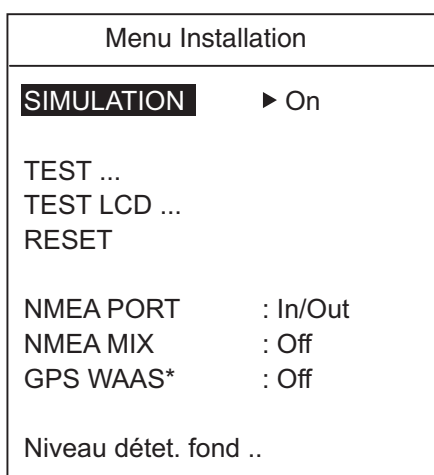 Menu Installation
SIMULATION ▶ On
TEST ...
TEST LCD ...
RESET
NMEA PORT : In/Out
NMEA MIX : Off
GPS WAAS* : Off
Niveau détet. fond ..